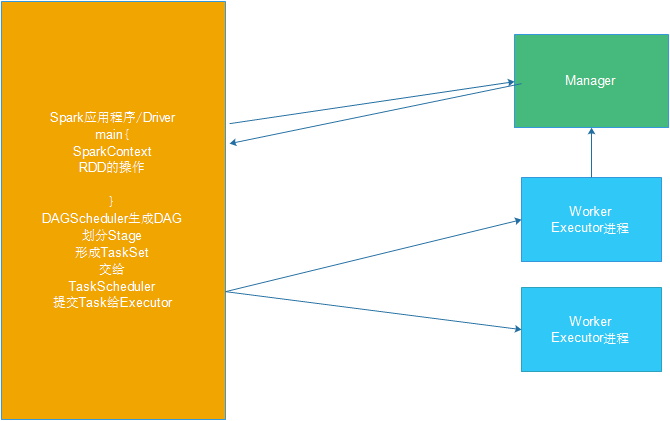 Spark应用程序/Driver
main{
SparkContext
RDD的操作
}
DAGScheduler生成DAG
划分Stage
形成TaskSet
交给
TaskScheduler
提交Task给Executor
Manager
Worker
Executor进程
Worker
Executor进程